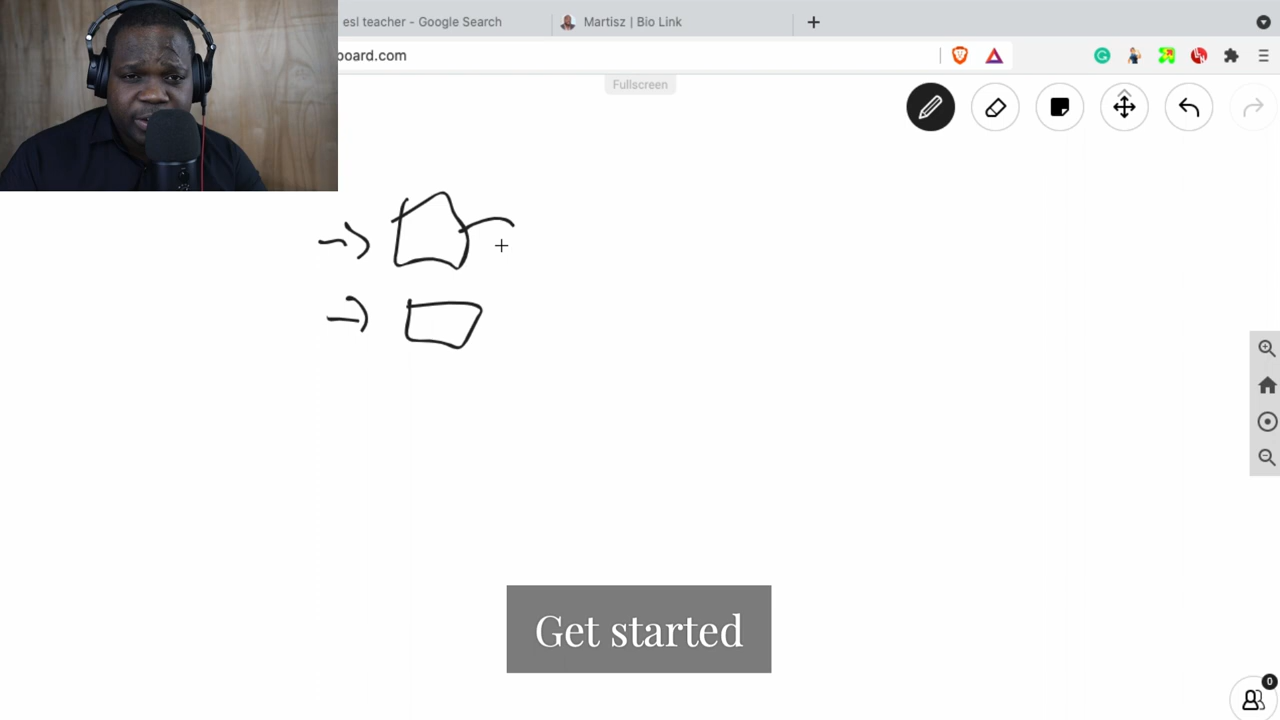 esl teacher - Google Search
Martisz | Bio Link
board.com
Fullscreen
0
Get started